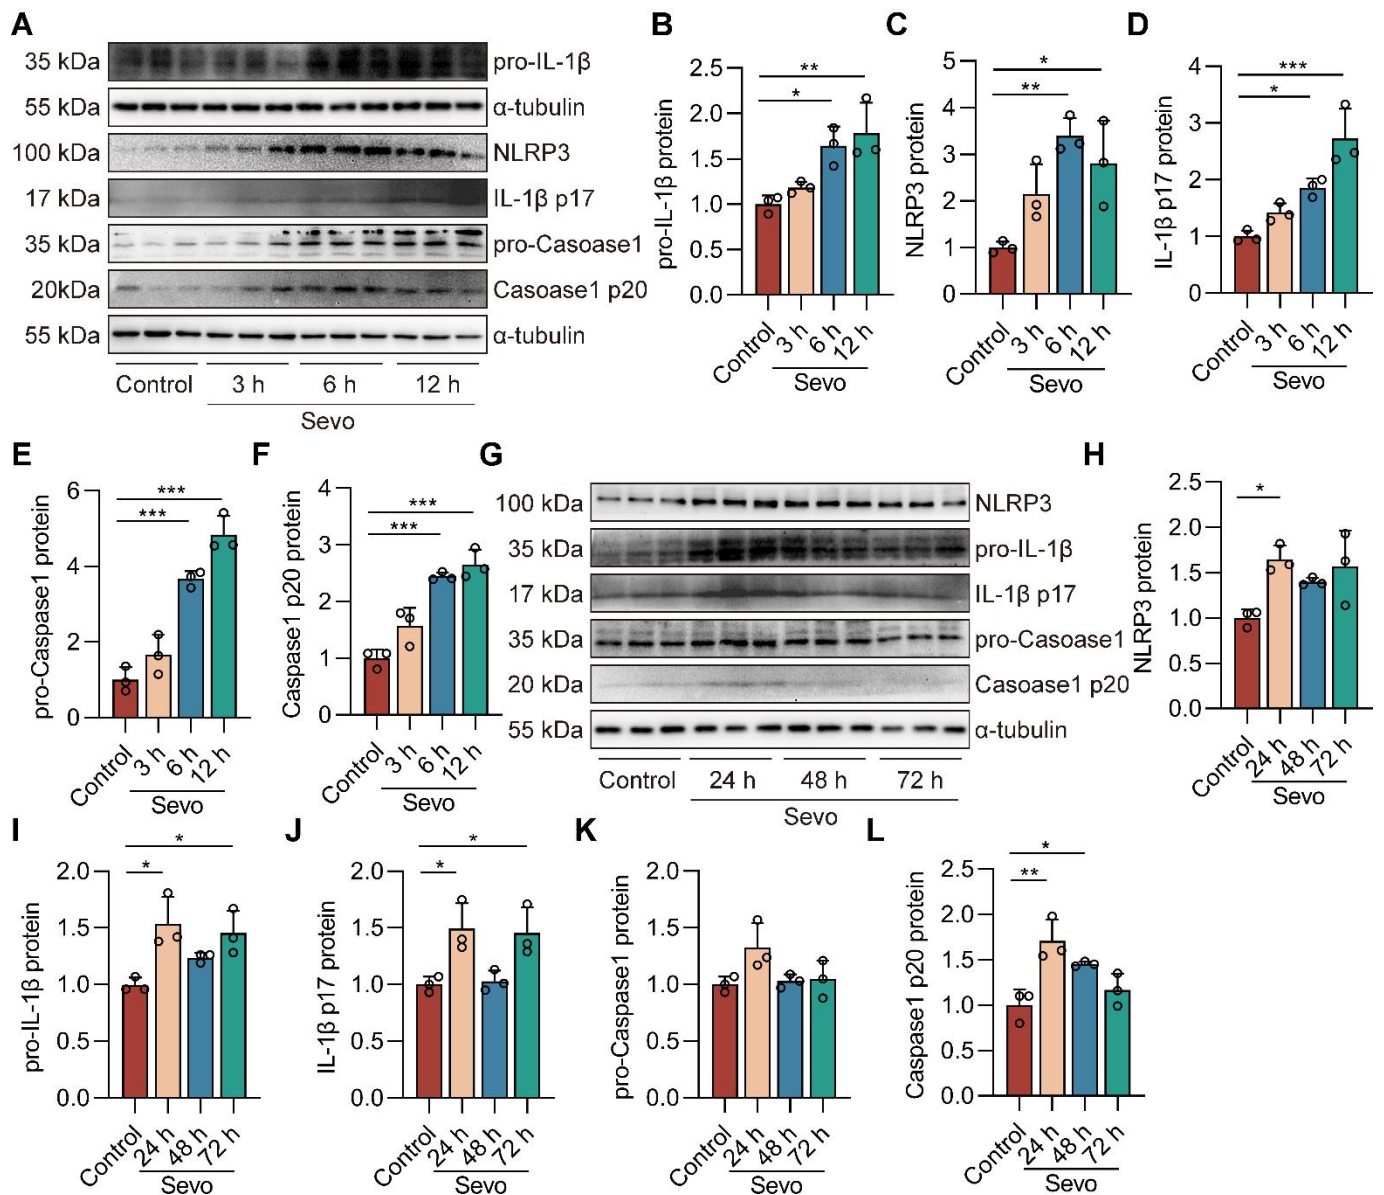 A
35 kDa pro-IL-1β
55 kDa α-tubulin
100 kDa NLRP3
17 kDa IL-1β p17
35 kDa pro-Casoase1
20kDa Casoase1 p20
55 kDa α-tubulin
Control 3 h 6 h 12 h
Sevo
B
pro-IL-1β protein
2.5
2.0
1.5
1.0
0.5
0.0
**
*
Control 3 h 6 h 12 h
Sevo
C
NLRP3 protein
5
4
3
2
1
0
*
**
Control 3 h 6 h 12 h
Sevo
D
IL-1β p17 protein
4
3
2
1
0
***
*
Control 3 h 6 h 12 h
Sevo
E
pro-Caspase1 protein
6
4
2
0
***
***
Control 3 h 6 h 12 h
Sevo
F
Caspase1 p20 protein
4
3
2
1
0
***
***
Control 3 h 6 h 12 h
Sevo
G
100 kDa NLRP3
35 kDa pro-IL-1β
17 kDa IL-1β p17
35 kDa pro-Casoase1
20 kDa Casoase1 p20
55 kDa α-tubulin
Control 24 h 48 h 72 h
Sevo
H
NLRP3 protein
2.5
2.0
1.5
1.0
0.5
0.0
*
Control 24 h 48 h 72 h
Sevo
I
pro-IL-1β protein
2.0
1.5
1.0
0.5
0.0
*
*
Control 24 h 48 h 72 h
Sevo
J
IL-1β p17 protein
2.0
1.5
1.0
0.5
0.0
*
*
Control 24 h 48 h 72 h
Sevo
K
pro-Caspase1 protein
2.0
1.5
1.0
0.5
0.0
Control 24 h 48 h 72 h
Sevo
L
Caspase1 p20 protein
2.5
2.0
1.5
1.0
0.5
0.0
*
**
Control 24 h 48 h 72 h
Sevo